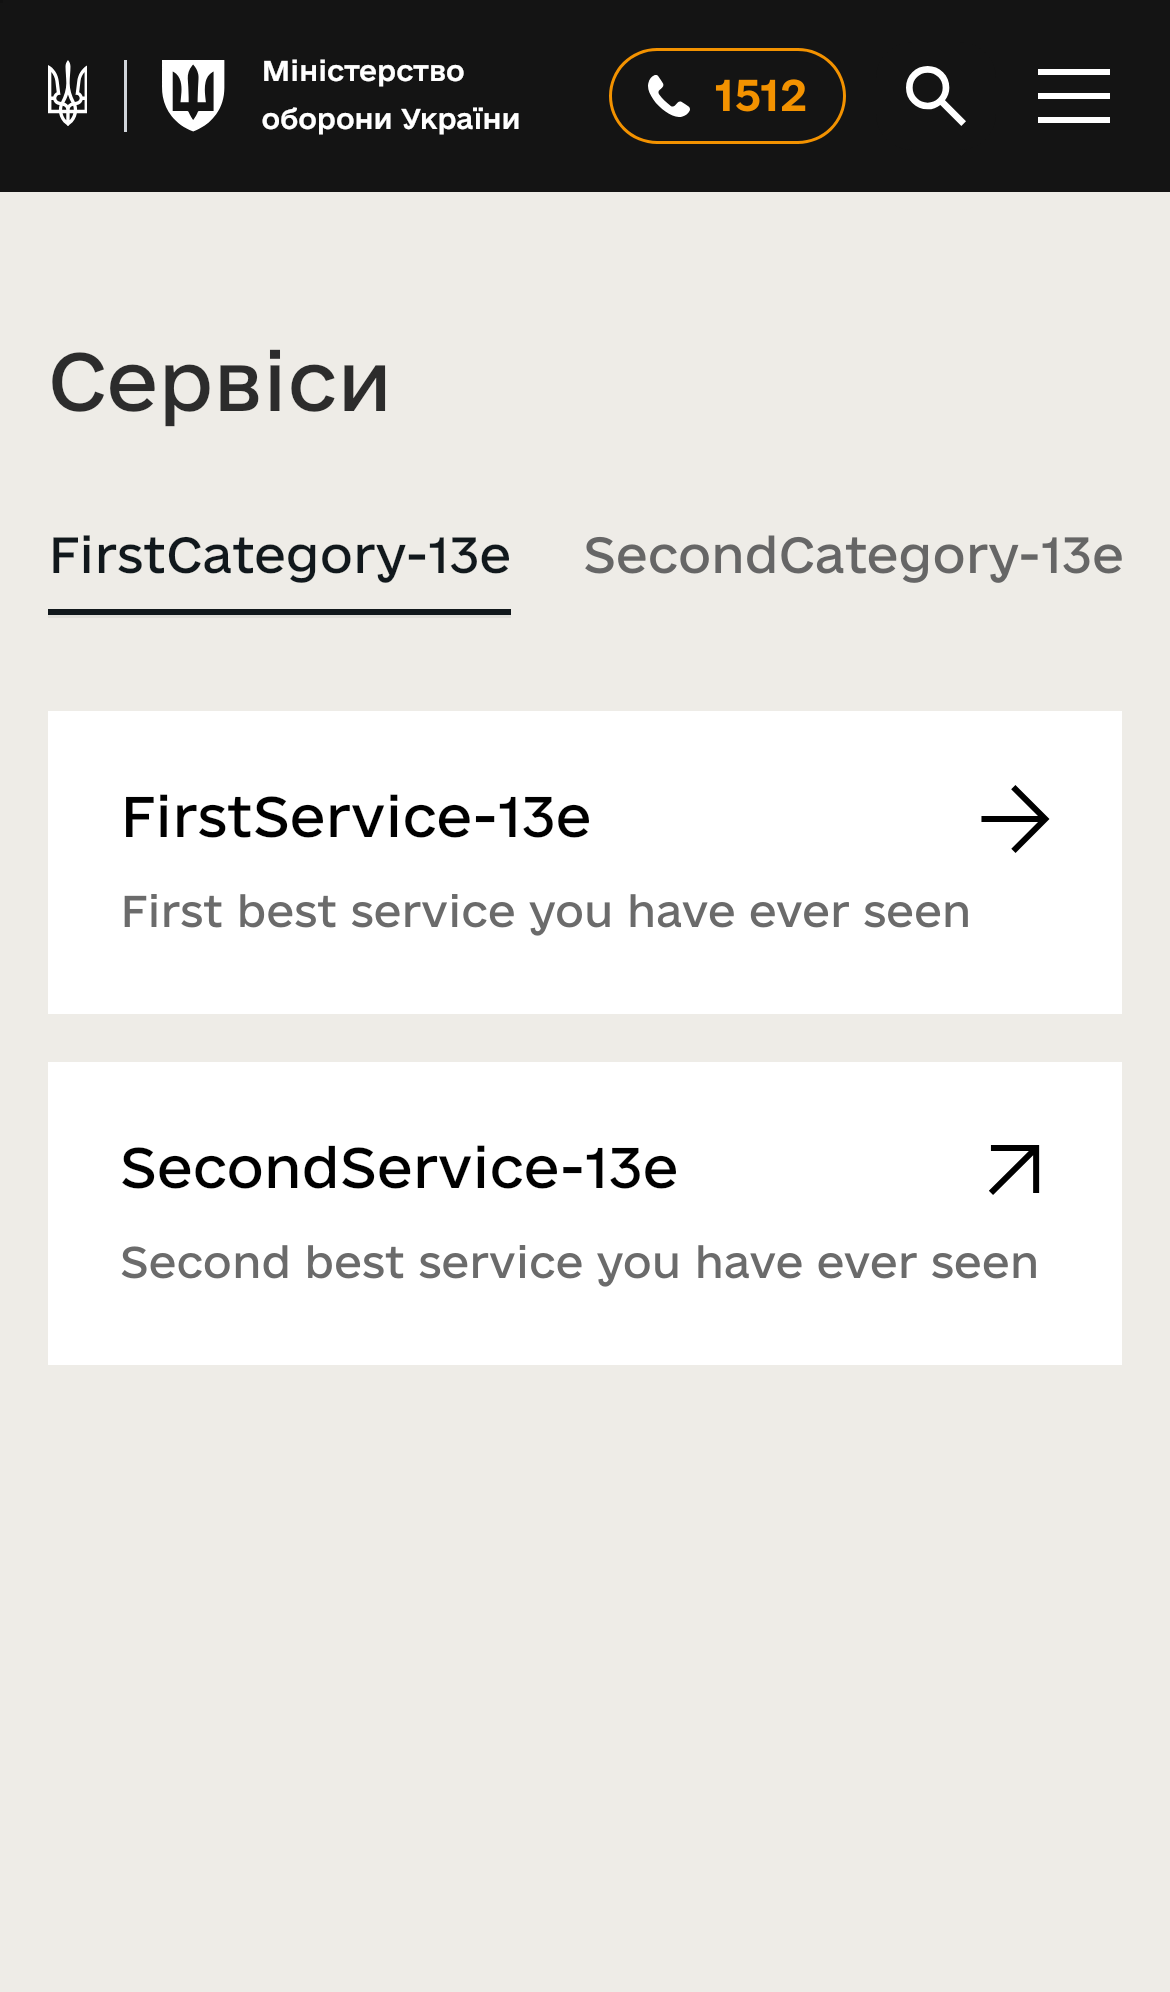 Міністерство
оборони України
1512
Сервіси
FirstCategory-13e
SecondCategory-13e
FirstService-13e
First best service you have ever seen
SecondService-13e
Second best service you have ever seen